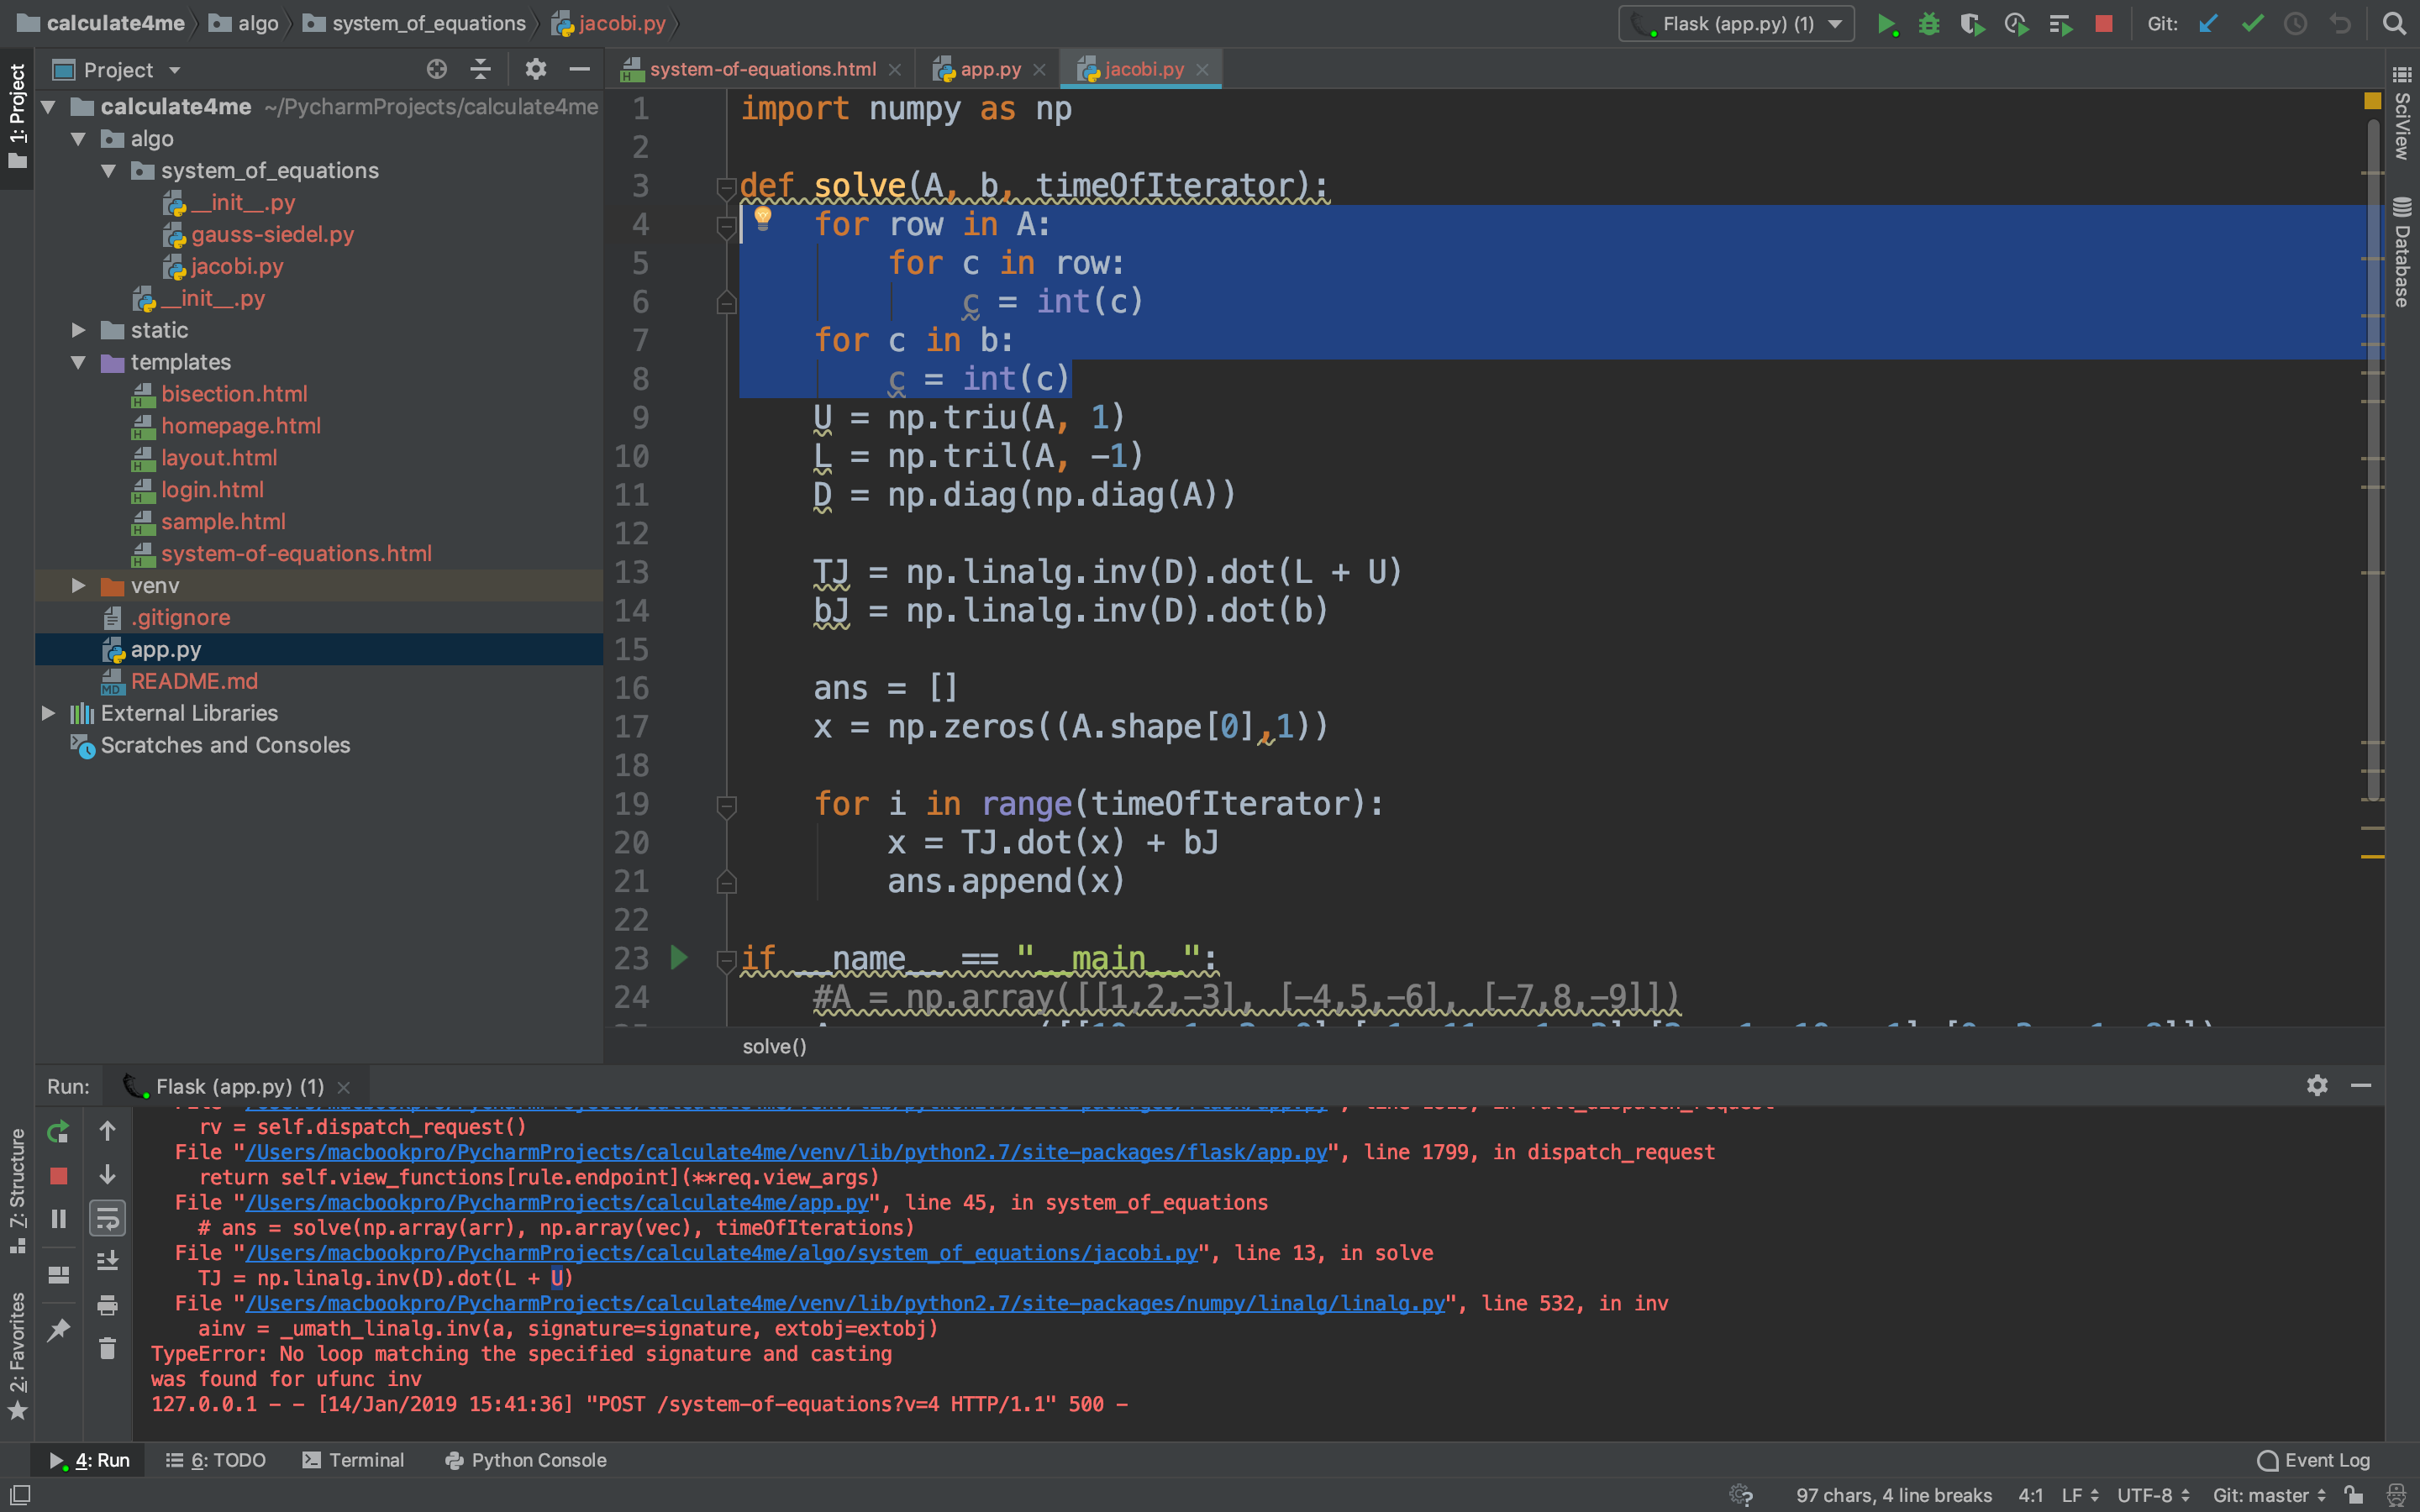 calculate4me algo system_of_equations jacobi.py
Flask (app.py) (1) Git:
1: Project
Project
system-of-equations.html app.py jacobi.py
calculate4me ~/PycharmProjects/calculate4me
algo
system_of_equations
__init__.py
gauss-siedel.py
jacobi.py
__init__.py
static
templates
bisection.html
homepage.html
layout.html
login.html
sample.html
system-of-equations.html
venv
.gitignore
app.py
README.md
External Libraries
Scratches and Consoles
1 import numpy as np
2
3 def solve(A, b, timeOfIterator):
4 for row in A:
5 for c in row:
6 c = int(c)
7 for c in b:
8 c = int(c)
9 U = np.triu(A, 1)
10 L = np.tril(A, -1)
11 D = np.diag(np.diag(A))
12
13 TJ = np.linalg.inv(D).dot(L + U)
14 bJ = np.linalg.inv(D).dot(b)
15
16 ans = []
17 x = np.zeros((A.shape[0],1))
18
19 for i in range(timeOfIterator):
20 x = TJ.dot(x) + bJ
21 ans.append(x)
22
23 if __name__ == "__main__":
24 #A = np.array([[1,2,-3], [-4,5,-6], [-7,8,-9]])
solve()
SciView
Database
Run: Flask (app.py) (1)
rv = self.dispatch_request()
File "/Users/macbookpro/PycharmProjects/calculate4me/venv/lib/python2.7/site-packages/flask/app.py", line 1799, in dispatch_request
return self.view_functions[rule.endpoint](**req.view_args)
File "/Users/macbookpro/PycharmProjects/calculate4me/app.py", line 45, in system_of_equations
# ans = solve(np.array(arr), np.array(vec), timeOfIterations)
File "/Users/macbookpro/PycharmProjects/calculate4me/algo/system_of_equations/jacobi.py", line 13, in solve
TJ = np.linalg.inv(D).dot(L + U)
File "/Users/macbookpro/PycharmProjects/calculate4me/venv/lib/python2.7/site-packages/numpy/linalg/linalg.py", line 532, in inv
ainv = _umath_linalg.inv(a, signature=signature, extobj=extobj)
TypeError: No loop matching the specified signature and casting
was found for ufunc inv
127.0.0.1 - - [14/Jan/2019 15:41:36] "POST /system-of-equations?v=4 HTTP/1.1" 500 -
7: Structure
2: Favorites
4: Run 6: TODO Terminal Python Console Event Log
97 chars, 4 line breaks 4:1 LF UTF-8 Git: master